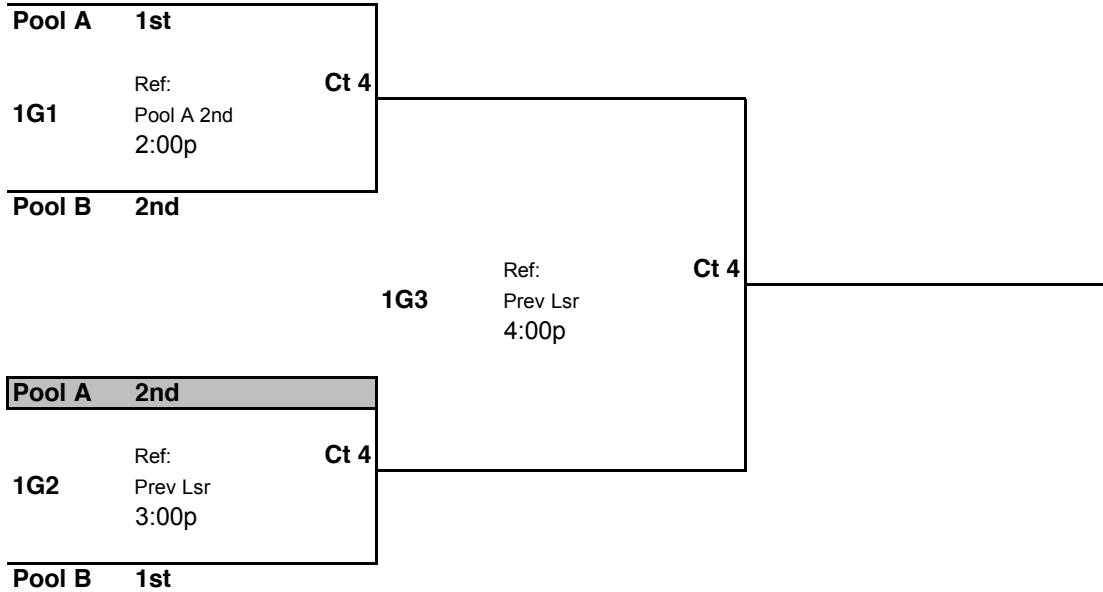 Pool A 1st
Ref: Ct 4
1G1 Pool A 2nd
2:00p
Pool B 2nd
Ref: Ct 4
1G3 Prev Lsr
4:00p
Pool A 2nd
Ref: Ct 4
1G2 Prev Lsr
3:00p
Pool B 1st